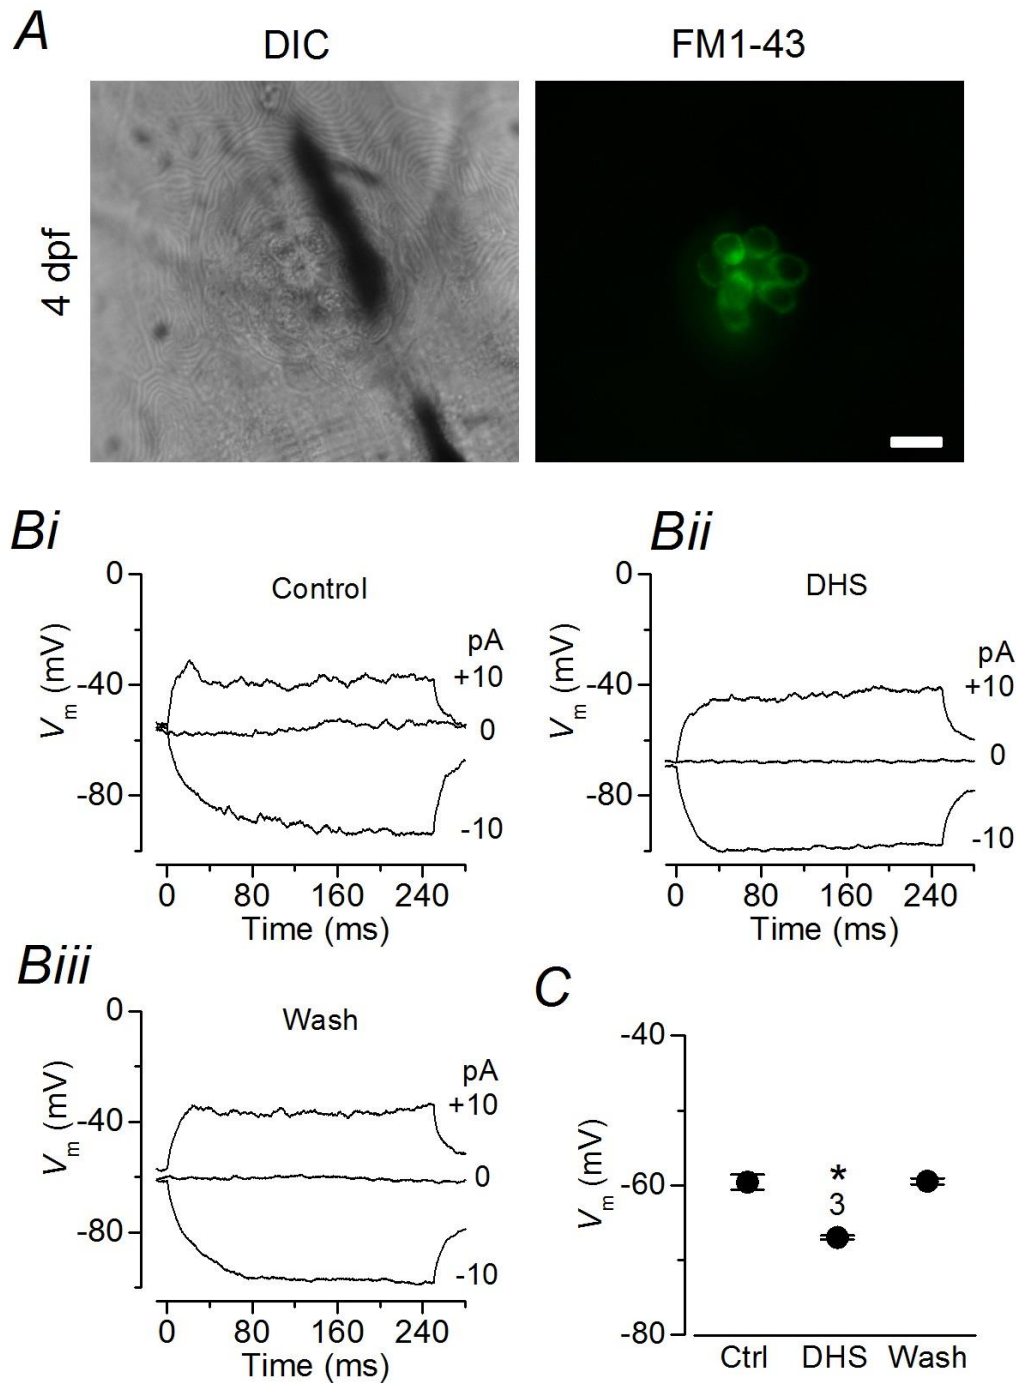 A
DIC
FM1-43
4 dpf
Bi
Control
0
-40
-80
Vm (mV)
pA
+10
0
-10
0 80 160 240
Time (ms)
Bii
DHS
0
-40
-80
Vm (mV)
pA
+10
0
-10
0 80 160 240
Time (ms)
Biii
Wash
0
-40
-80
Vm (mV)
pA
+10
0
-10
0 80 160 240
Time (ms)
C
-40
-60
-80
Vm (mV)
*
3
Ctrl DHS Wash